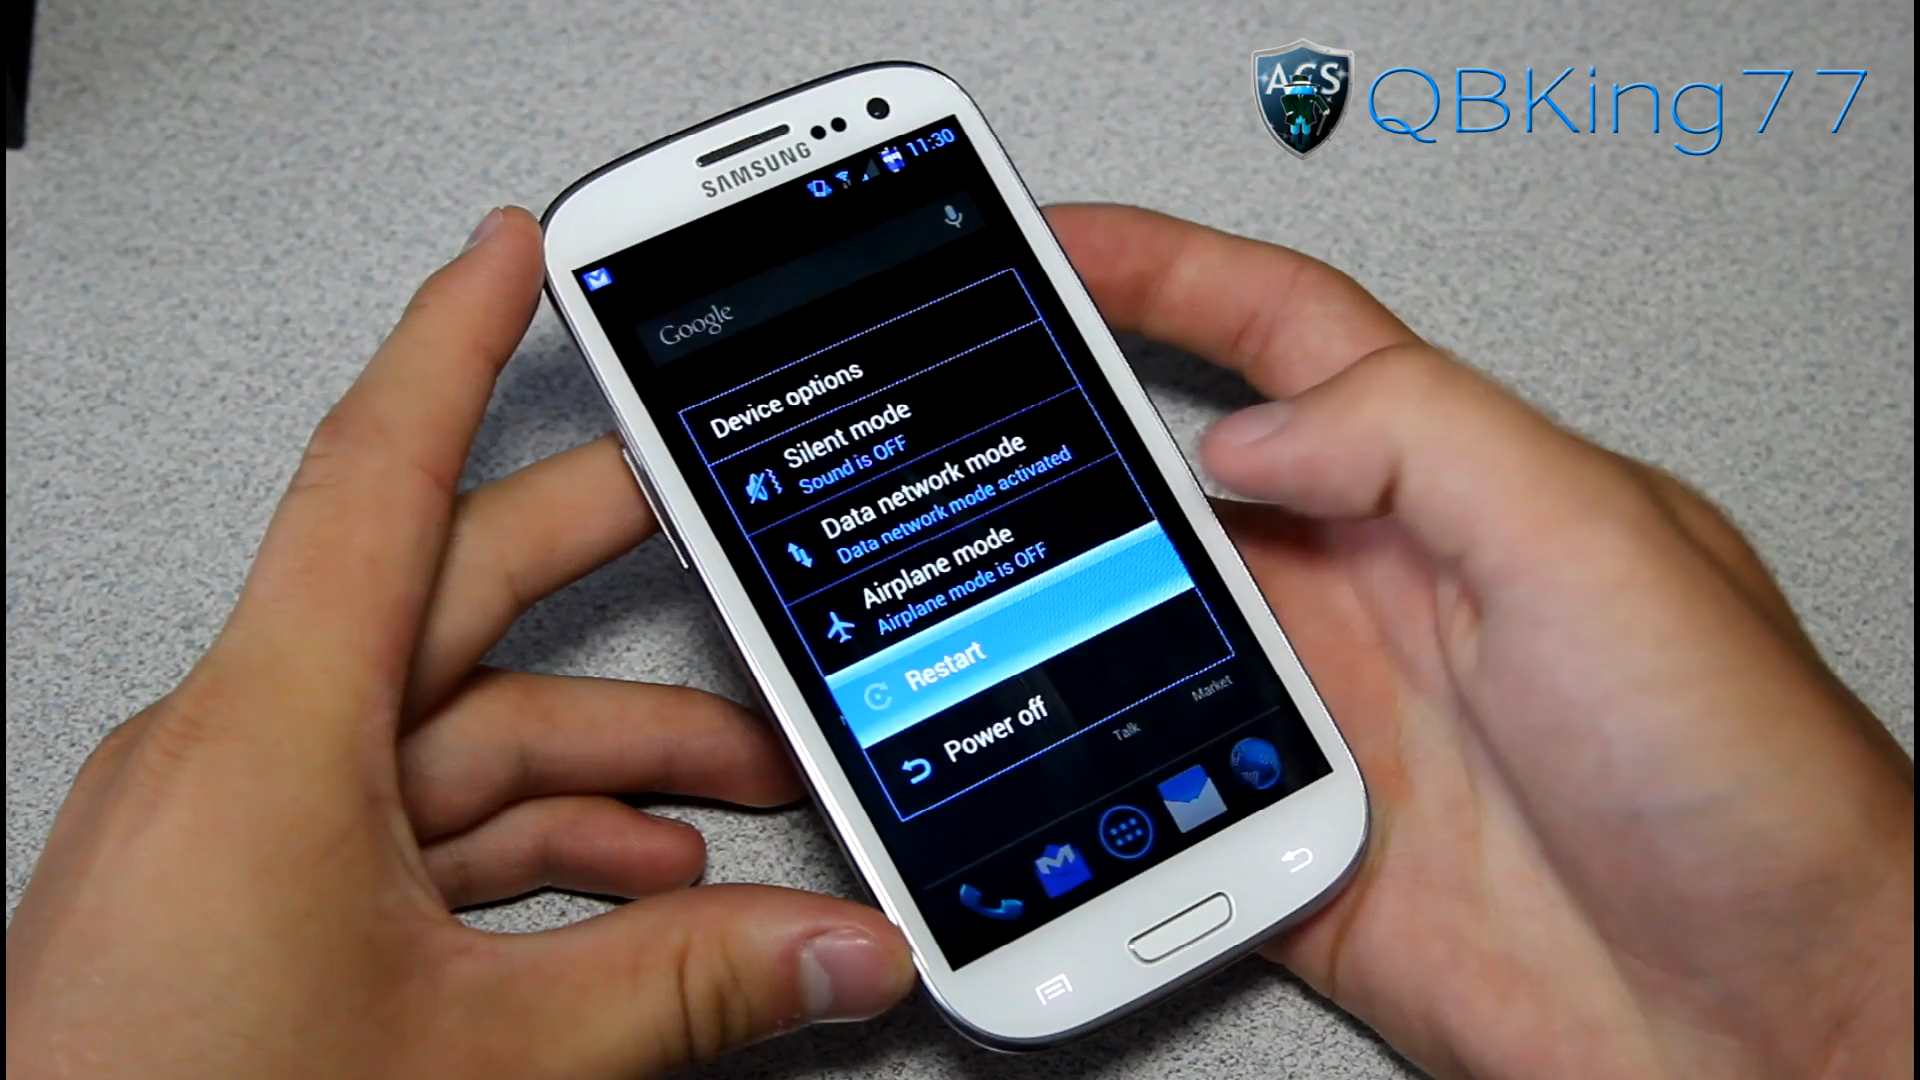 ACS QBKing77
SAMSUNG
11:30
Google
Device options
Silent mode
Sound is OFF
Data network mode
Data network mode activated
Airplane mode
Airplane mode is OFF
Restart
Power off
Talk
Market